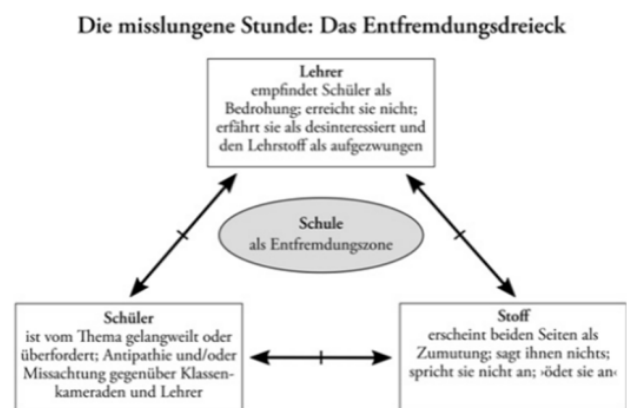 Die misslungene Stunde: Das Entfremdungsdreieck
Lehrer
empfindet Schüler als
Bedrohung; erreicht sie nicht;
erfährt sie als desinteressiert und
den Lehrstoff als aufgezwungen
Schule
als Entfremdungszone
Schüler
ist vom Thema gelangweilt oder
überfordert; Antipathie und/oder
Missachtung gegenüber Klassen-
kameraden und Lehrer
Stoff
erscheint beiden Seiten als
Zumutung; sagt ihnen nichts;
spricht sie nicht an; ›ödet sie an‹